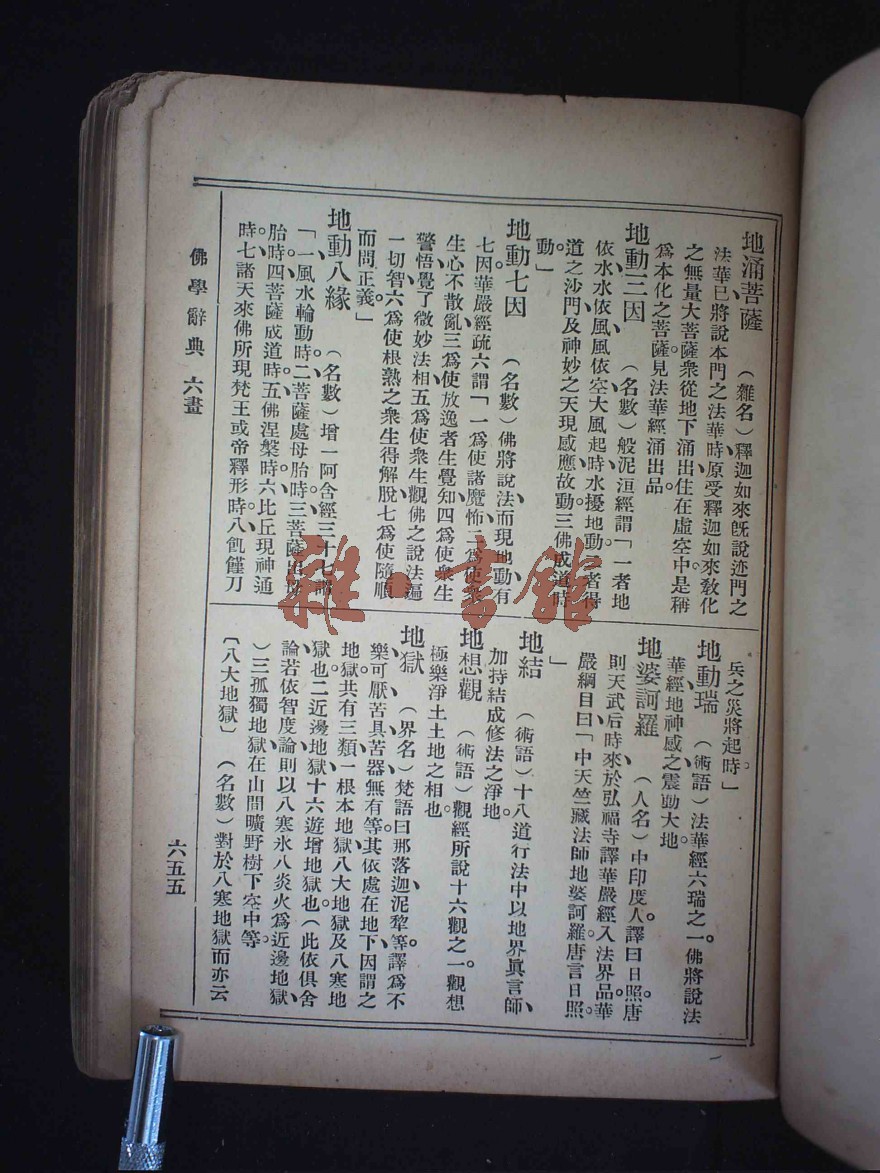 地涌菩薩　（雜名）釋迦如來既說迹門之
法華已將說本門之法華時、原受釋迦如來敎化
之無量大菩薩衆從地下涌出住在虛空中。是稱
爲本化之菩薩。見法華經涌出品。
地動三因　（名數）般泥洹經謂「一者地
依水、水依風、風依空、大風起時水擾地動。二者得
道之沙門及神妙之天、現感應故動。三佛成道時
動。」
地動七因　（名數）佛將說法而現地動有
七因。華嚴經疏六謂「一爲使諸魔怖、二爲使衆
生心不散亂、三爲使放逸者生覺知、四爲使衆生
警悟覺了微妙法相、五爲使衆生觀佛之說法遍
一切智、六爲使根熟之衆生得解脫、七爲使隨順
而問正義。」
地動八緣　（名數）增一阿含經三十七謂
「一風水輪動時。二菩薩處母胎時。三菩薩出母
胎時。四菩薩成道時。五佛涅槃時。六比丘現神通
時。七諸天來佛所現梵王或帝釋形時。八飢饉刀
兵之災將起時。」
地動瑞　（術語）法華經六瑞之一。佛將說法
華經、地神感之震動大地。
地婆訶羅　（人名）中印度人。譯曰日照。唐
則天武后時、來於弘福寺譯華嚴經入法界品。華
嚴綱目曰「中天竺藏法師地婆訶羅、唐言日照。
」
地結　（術語）十八道行法中、以地界眞言師、
加持結成修法之淨地。
地想觀　（術語）觀經所說十六觀之一。觀想
極樂淨土土地之相也。
地獄　（界名）梵語曰那落迦、泥犂等。譯爲不
樂、可厭、苦具、苦器、無有等。其依處在地下、因謂之
地獄。共有三類。一根本地獄、八大地獄及八寒地
獄也。二近邊地獄、十六遊增地獄也。（此依俱舍
論、若依智度論、則以八寒氷八炎火爲近邊地獄、
）三孤獨地獄、在山間曠野樹下空中等。
〔八大地獄〕（名數）對於八寒地獄而亦云
佛學辭典　六畫
六五五
雜·書館